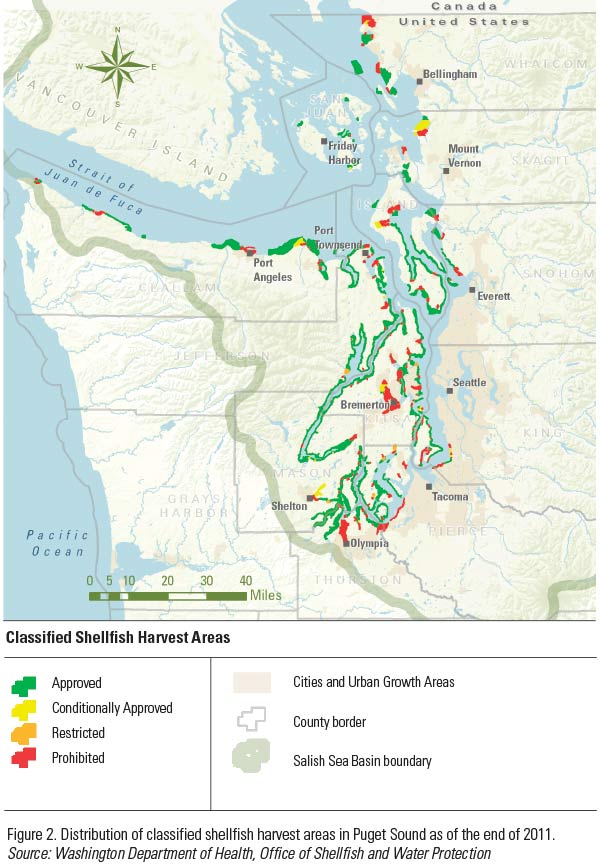 Canada
United States
WHATCOM
N
W
E
S
Bellingham
VANCOUVER ISLAND
SAN
JUAN
Friday
Harbor
Mount
Vernon
SKAGIT
Strait of
Juan de Fuca
ISLAND
Port
Townsend
Port
Angeles
SNOHOM
CLALLAM
Everett
JEFFERSON
Seattle
Bremerton
KITSAP
KING
MASON
GRAYS
HARBOR
Shelton
Tacoma
PIERCE
Pacific
Ocean
Olympia
THURSTON
0 5 10 20 30 40
Miles
Classified Shellfish Harvest Areas
Approved
Conditionally Approved
Restricted
Prohibited
Cities and Urban Growth Areas
County border
Salish Sea Basin boundary
Figure 2. Distribution of classified shellfish harvest areas in Puget Sound as of the end of 2011.
Source: Washington Department of Health, Office of Shellfish and Water Protection